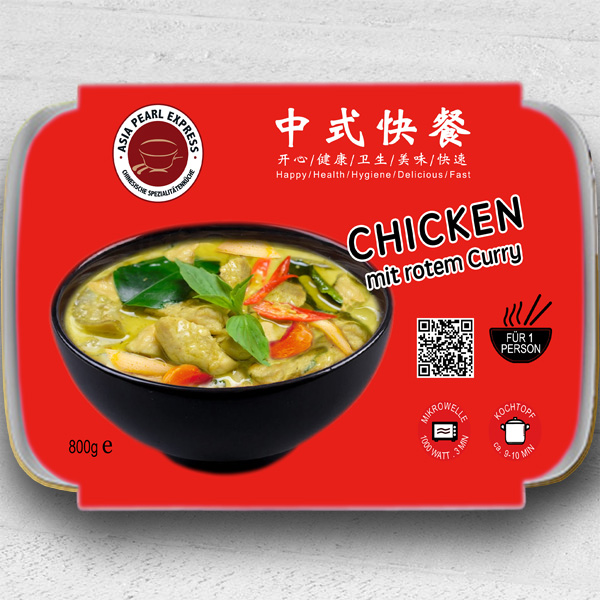 · ASIA PEARL EXPRESS ·
CHINESISCHE SPEZIALITÄTENKÜCHE
中式快餐
开心/健康/卫生/美味/快速
Happy/Health/Hygiene/Delicious/Fast
CHICKEN
mit rotem Curry
FÜR 1
PERSON
MIKROWELLE
1000 WATT . 3 MIN
KOCHTOPF
ca. 9-10 MIN
800g e